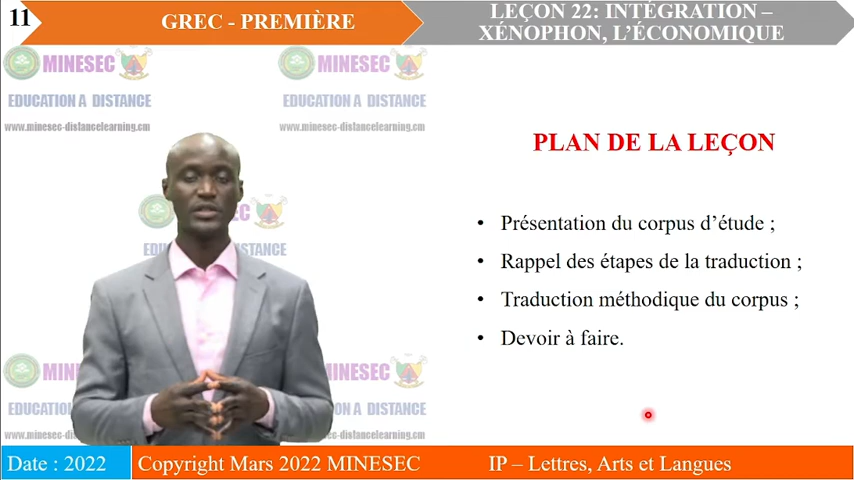 11
GREC - PREMIÈRE
LEÇON 22: INTÉGRATION –
XÉNOPHON, L'ÉCONOMIQUE
MINESEC
EDUCATION A DISTANCE
www.minesec-distancelearning.cm
MINESEC
EDUCATION A DISTANCE
www.minesec-distancelearning.cm
PLAN DE LA LEÇON
• Présentation du corpus d'étude ;
• Rappel des étapes de la traduction ;
• Traduction méthodique du corpus ;
• Devoir à faire.
Date : 2022
Copyright Mars 2022 MINESEC
IP – Lettres, Arts et Langues